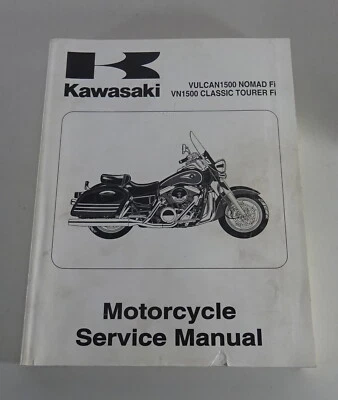 Kawasaki
VULCAN1500 NOMAD Fi
VN1500 CLASSIC TOURER Fi
Motorcycle
Service Manual